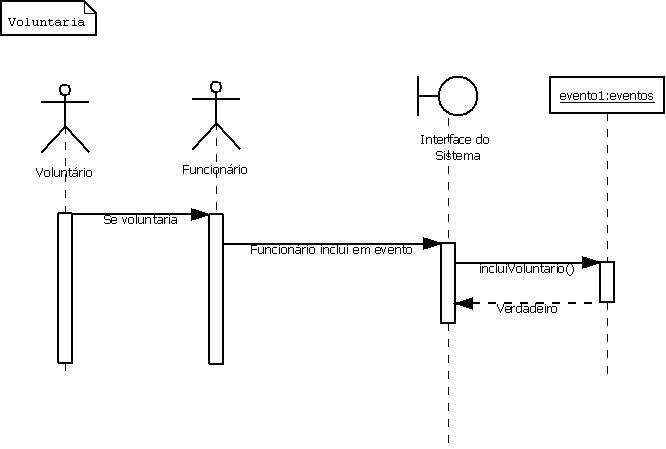 Voluntaria
evento1:eventos
Interface do
Sistema
Voluntário
Funcionário
Se voluntaria
Funcionário inclui em evento
incluiVoluntario()
Verdadeiro